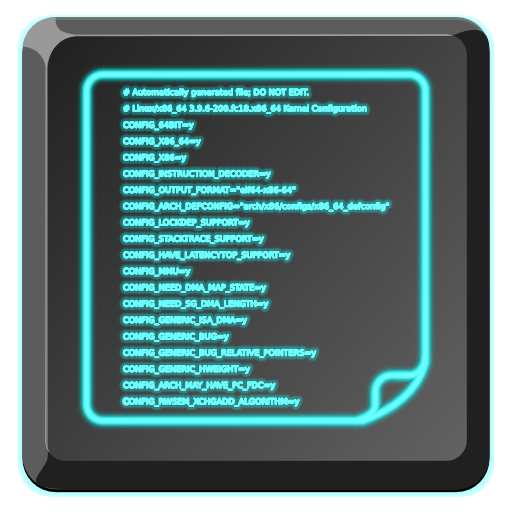 # Automatically generated file; DO NOT EDIT.
# Linux/x86_64 3.9.6-200.fc18.x86_64 Kernel Configuration
CONFIG_64BIT=y
CONFIG_X86_64=y
CONFIG_X86=y
CONFIG_INSTRUCTION_DECODER=y
CONFIG_OUTPUT_FORMAT="elf64-x86-64"
CONFIG_ARCH_DEFCONFIG="arch/x86/configs/x86_64_defconfig"
CONFIG_LOCKDEP_SUPPORT=y
CONFIG_STACKTRACE_SUPPORT=y
CONFIG_HAVE_LATENCYTOP_SUPPORT=y
CONFIG_MMU=y
CONFIG_NEED_DMA_MAP_STATE=y
CONFIG_NEED_SG_DMA_LENGTH=y
CONFIG_GENERIC_ISA_DMA=y
CONFIG_GENERIC_BUG=y
CONFIG_GENERIC_BUG_RELATIVE_POINTERS=y
CONFIG_GENERIC_HWEIGHT=y
CONFIG_ARCH_MAY_HAVE_PC_FDC=y
CONFIG_RWSEM_XCHGADD_ALGORITHM=y